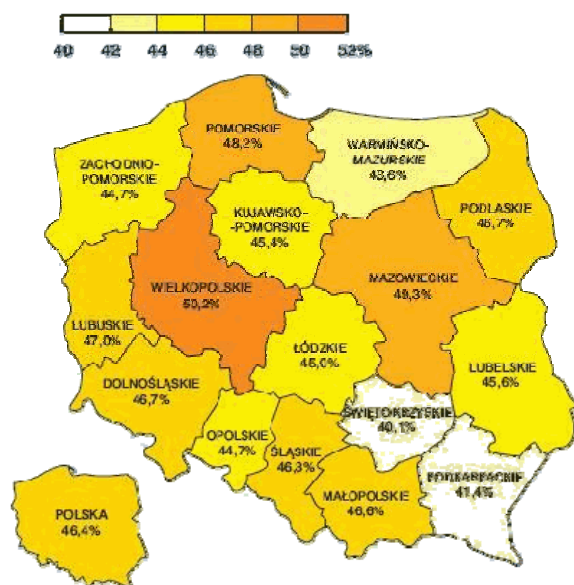 40 42 44 46 48 50 52%
POMORSKIE
48,2%
WARMIŃSKO-
MAZURSKIE
43,6%
ZACHODNIO-
POMORSKIE
44,7%
KUJAWSKO-
-POMORSKIE
45,4%
PODLASKIE
46,7%
WIELKOPOLSKIE
50,2%
MAZOWIECKIE
49,3%
LUBUSKIE
47,0%
ŁÓDZKIE
45,0%
LUBELSKIE
45,6%
DOLNOŚLĄSKIE
46,7%
ŚWIĘTOKRZYSKIE
40,1%
OPOLSKIE
44,7%
ŚLĄSKIE
46,3%
MAŁOPOLSKIE
46,6%
PODKARPACKIE
41,4%
POLSKA
46,4%